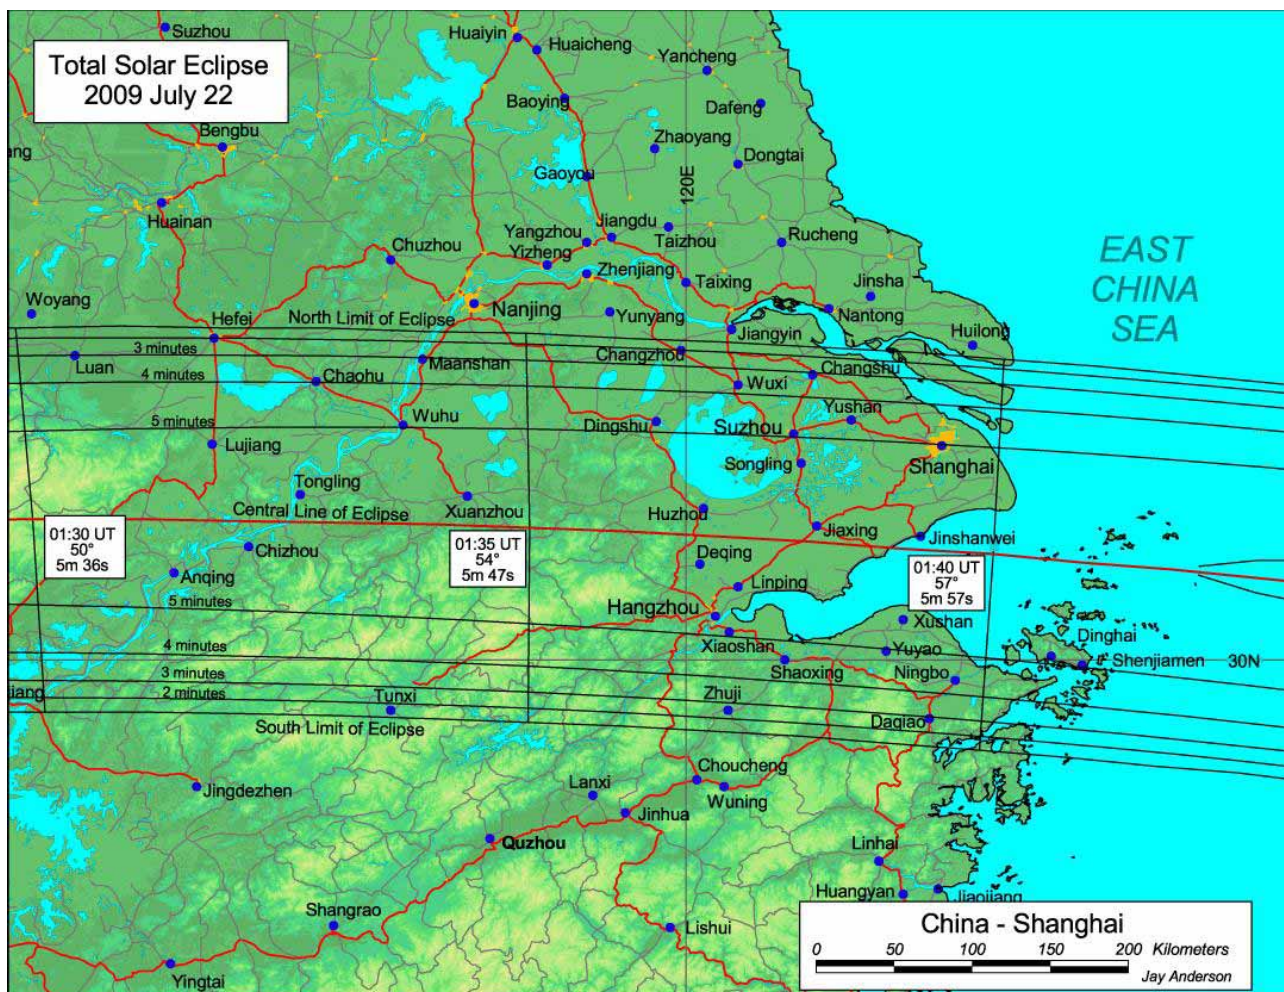 Suzhou
Total Solar Eclipse
2009 July 22
Huaiyin
Huaicheng
Yancheng
Baoying
Dafeng
Bengbu
ang
Zhaoyang
Dongtai
Gaoyou
120E
Huainan
Jiangdu
Yangzhou
Taizhou
Rucheng
Chuzhou
Yizheng
EAST
CHINA
SEA
Zhenjiang
Taixing
Jinsha
Woyang
Nanjing
Yunyang
Nantong
Hefei
North Limit of Eclipse
Jiangyin
Huilong
3 minutes
Luan
Maanshan
Changzhou
Changshu
4 minutes
Chaohu
Wuxi
5 minutes
Wuhu
Dingshu
Yushan
Suzhou
Lujiang
Songling
Shanghai
Tongling
Central Line of Eclipse
Xuanzhou
Huzhou
01:30 UT
50°
5m 36s
Chizhou
01:35 UT
54°
5m 47s
Jiaxing
Jinshanwei
Deqing
01:40 UT
57°
5m 57s
Anqing
Linping
5 minutes
Hangzhou
Xushan
4 minutes
Xiaoshan
Yuyao
Dinghai
3 minutes
Shaoxing
Ningbo
Shenjiamen
30N
jiang
2 minutes
Tunxi
Zhuji
South Limit of Eclipse
Daqiao
Jingdezhen
Lanxi
Choucheng
Wuning
Jinhua
Quzhou
Linhai
Huangyan
Jiaojiang
Shangrao
Lishui
Yingtai
China - Shanghai
0 50 100 150 200 Kilometers
Jay Anderson